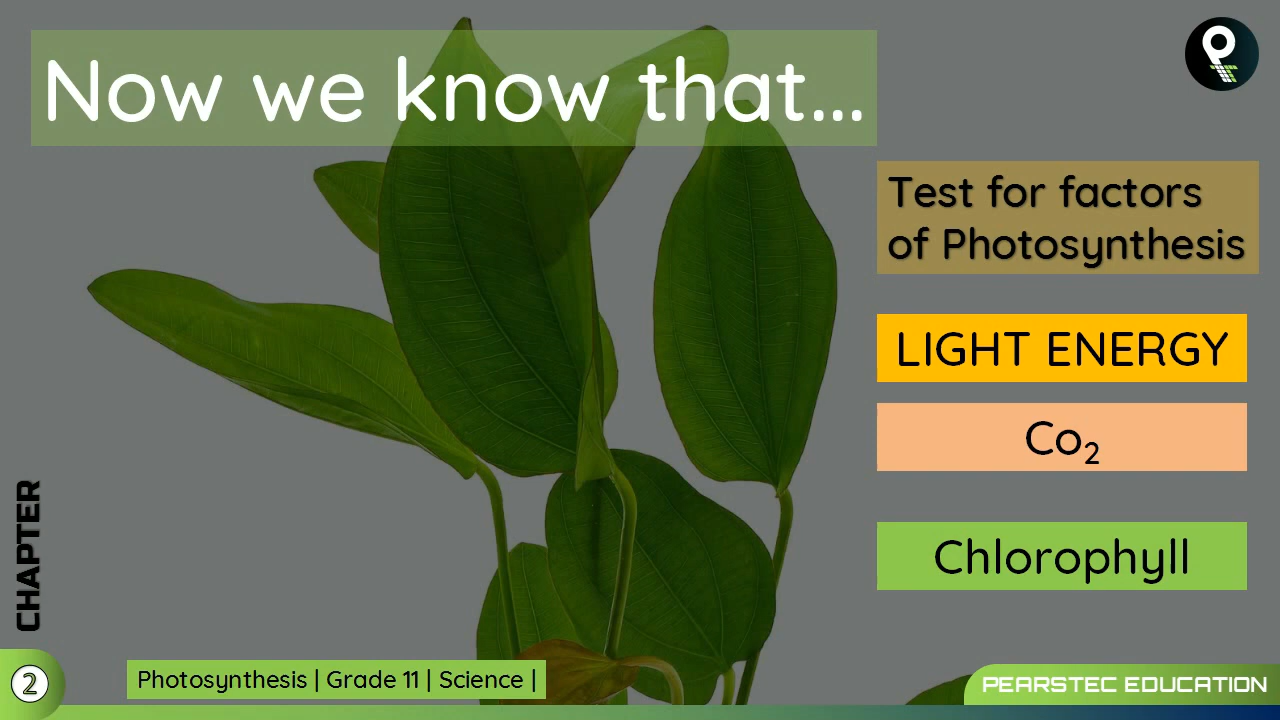 Now we know that...
Test for factors
of Photosynthesis
LIGHT ENERGY
Co₂
Chlorophyll
CHAPTER
2
Photosynthesis | Grade 11 | Science |
PEARSTEC EDUCATION